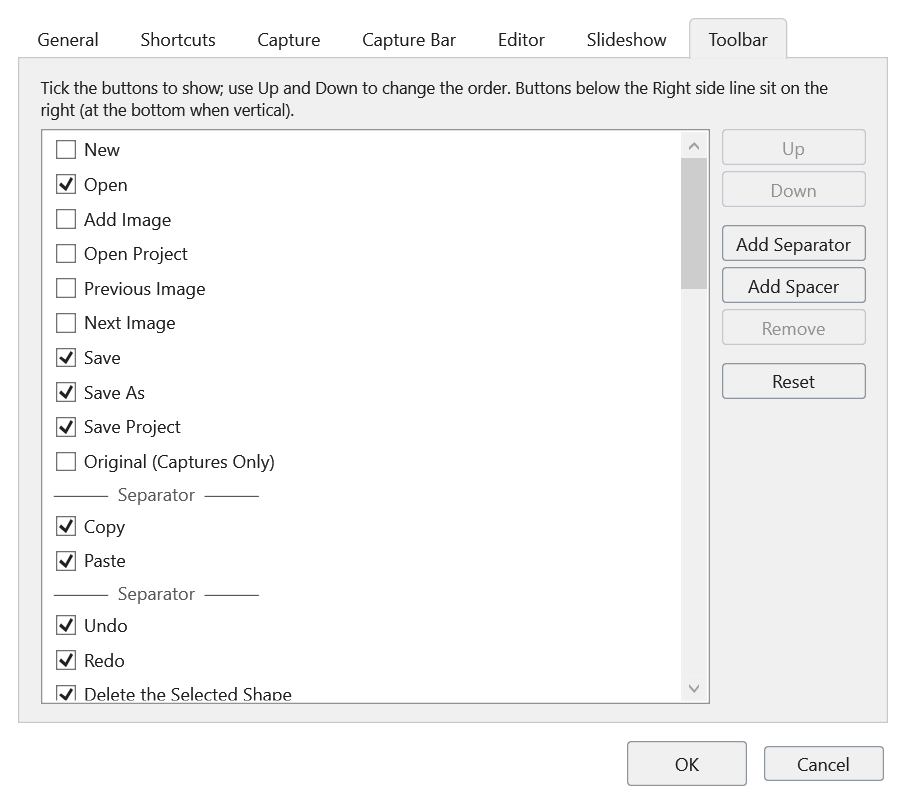 General Shortcuts Capture Capture Bar Editor Slideshow Toolbar
Tick the buttons to show; use Up and Down to change the order. Buttons below the Right side line sit on the
right (at the bottom when vertical).
New
Open
Add Image
Open Project
Previous Image
Next Image
Save
Save As
Save Project
Original (Captures Only)
Separator
Copy
Paste
Separator
Undo
Redo
Delete the Selected Shape
Up
Down
Add Separator
Add Spacer
Remove
Reset
OK Cancel